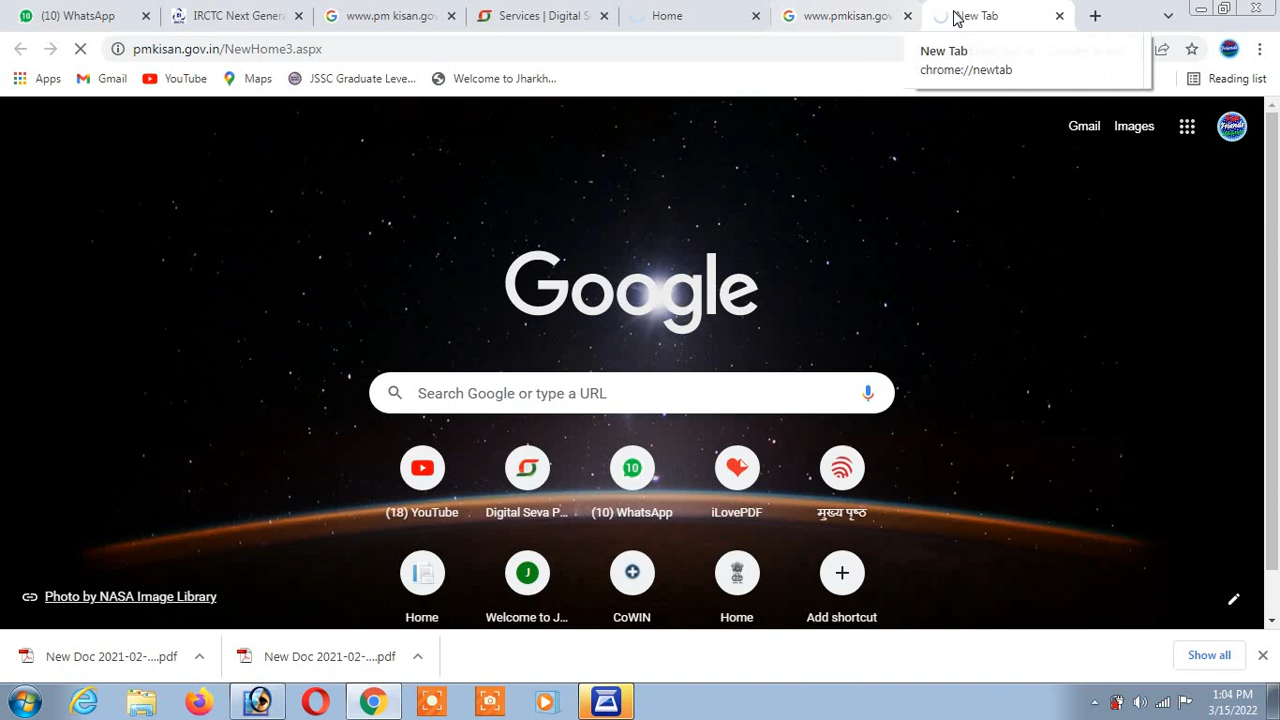 (10) WhatsApp
IRCTC Next Genera
www.pm kisan.gov
Services | Digital S
Home
www.pmkisan.gov.
New Tab
pmkisan.gov.in/NewHome3.aspx
New Tab
chrome://newtab
Apps
Gmail
YouTube
Maps
JSSC Graduate Leve...
Welcome to Jharkh...
Reading list
Gmail
Images
Google
Search Google or type a URL
(18) YouTube
Digital Seva P...
(10) WhatsApp
iLovePDF
मुख्य पृष्ठ
Home
Welcome to J...
CoWIN
Home
Add shortcut
Photo by NASA Image Library
New Doc 2021-02-....pdf
New Doc 2021-02-....pdf
Show all
1:04 PM
3/15/2022